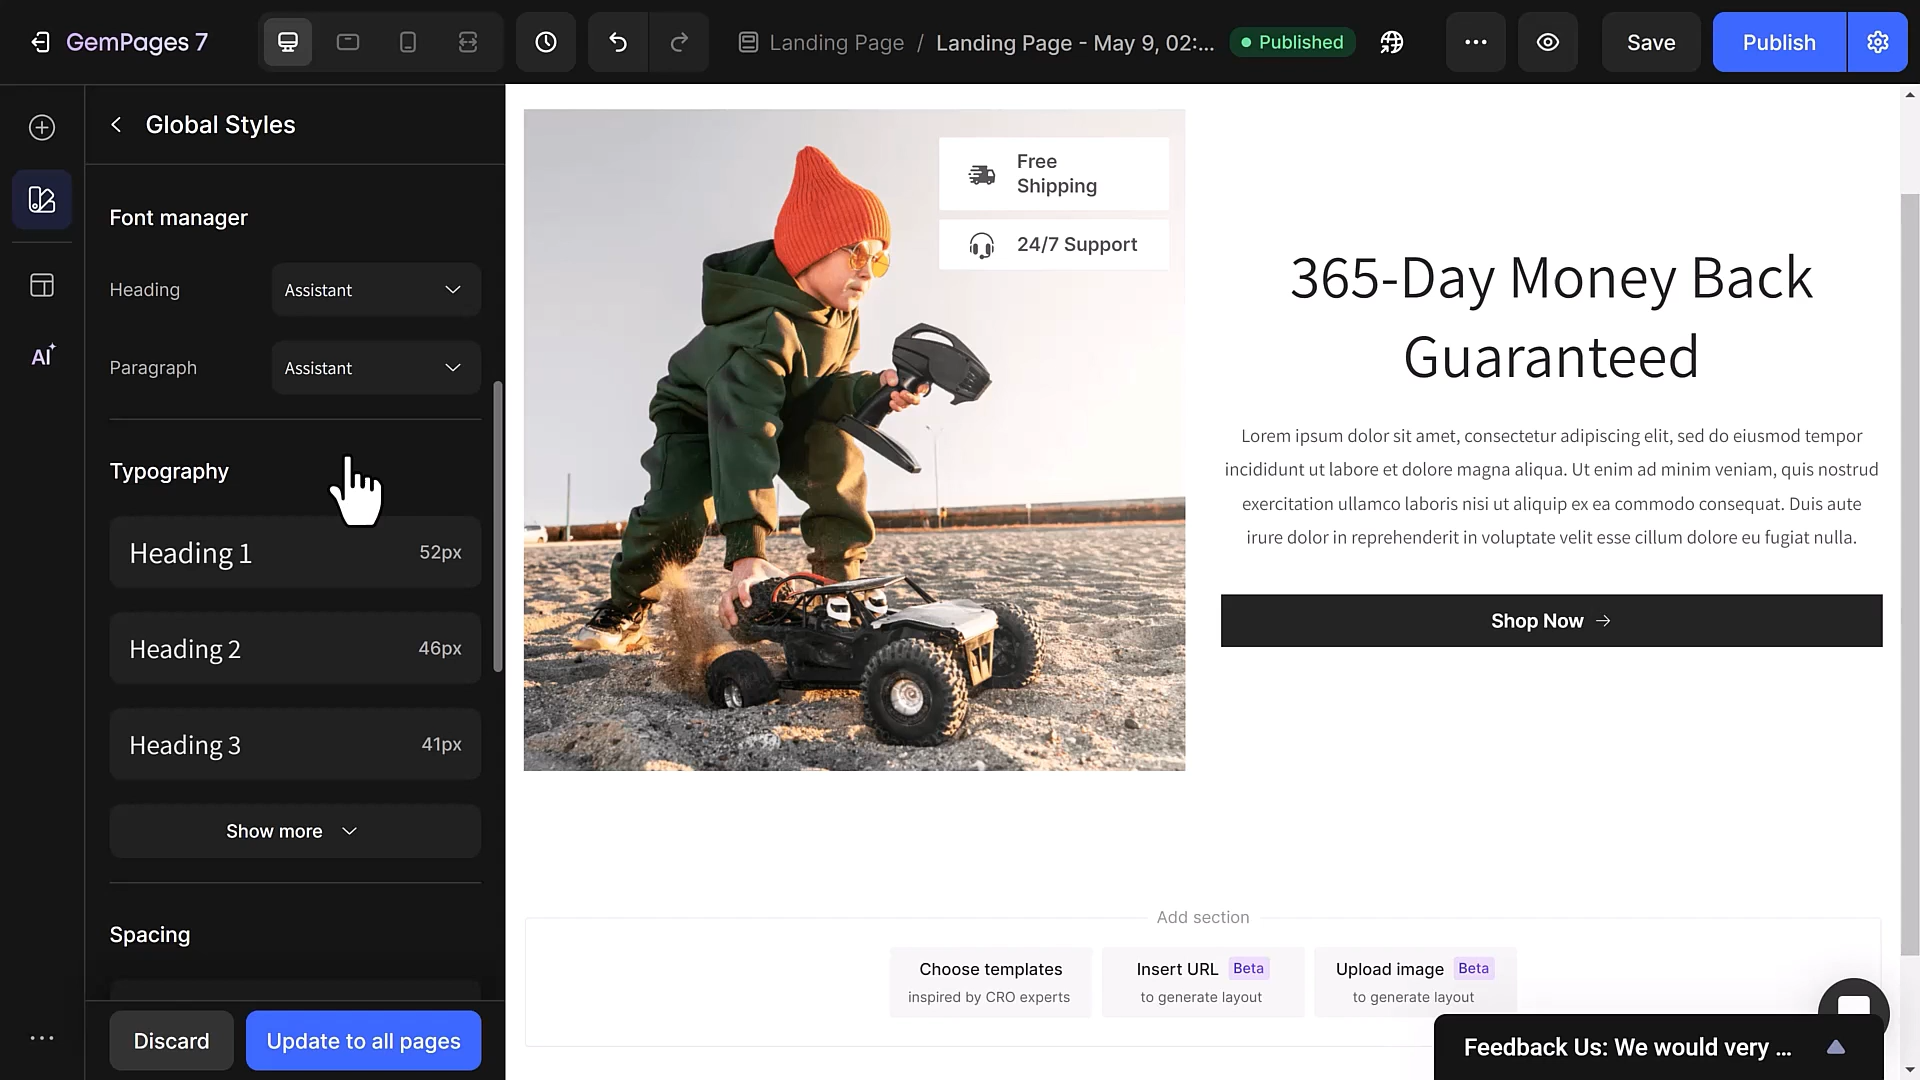 GemPages 7
Landing Page / Landing Page - May 9, 02:...
Published
Save
Publish
Global Styles
Font manager
Heading
Assistant
Paragraph
Assistant
Typography
Heading 1
52px
Heading 2
46px
Heading 3
41px
Show more
Spacing
Discard
Update to all pages
AI
Free
Shipping
24/7 Support
365-Day Money Back
Guaranteed
Lorem ipsum dolor sit amet, consectetur adipiscing elit, sed do eiusmod tempor
incididunt ut labore et dolore magna aliqua. Ut enim ad minim veniam, quis nostrud
exercitation ullamco laboris nisi ut aliquip ex ea commodo consequat. Duis aute
irure dolor in reprehenderit in voluptate velit esse cillum dolore eu fugiat nulla.
Shop Now
Add section
Choose templates
inspired by CRO experts
Insert URL Beta
to generate layout
Upload image Beta
to generate layout
Feedback Us: We would very ...